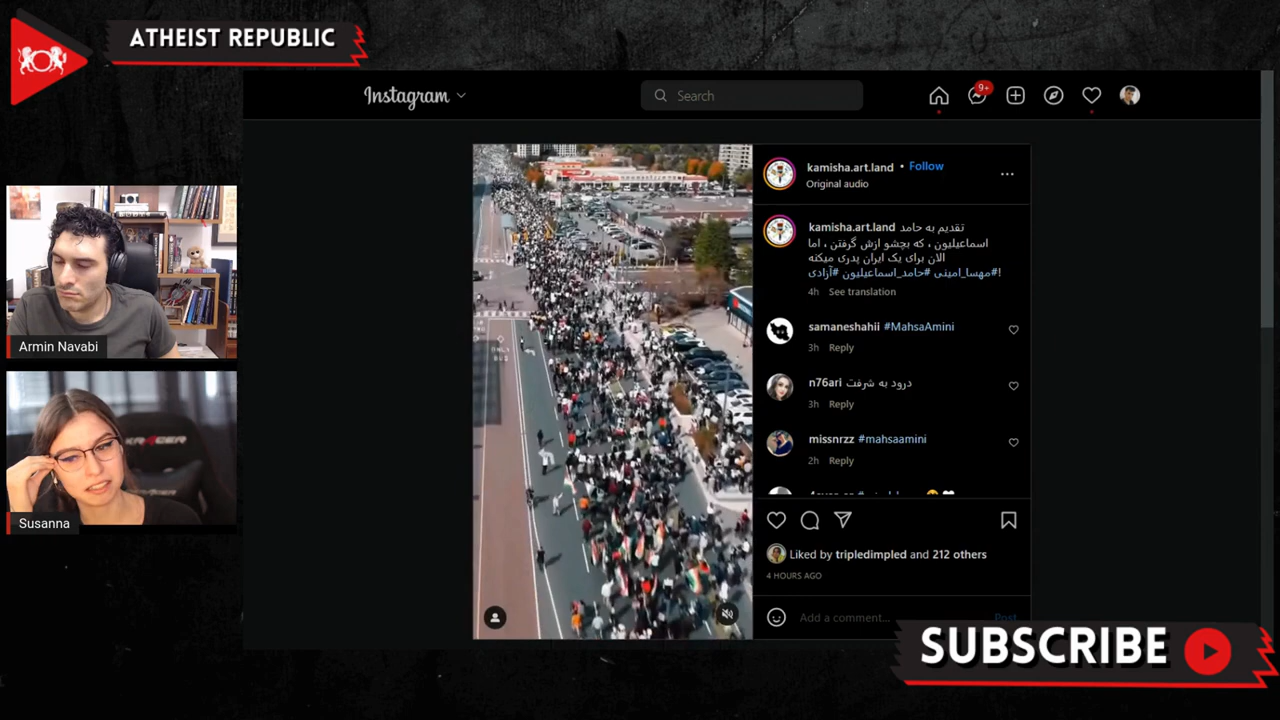 ATHEIST REPUBLIC
Instagram
Search
9+
kamisha.art.land • Follow
Original audio
kamisha.art.land تقدیم به حامد
اسماعیلیون ، که بچشو ازش گرفتن ، اما
الان برای یک ایران پدری میکنه
!#مهسا_امینی #حامد_اسماعیلیون #آزادی
4h See translation
samaneshahii #MahsaAmini
3h Reply
n76ari درود به شرفت
3h Reply
missnrzz #mahsaamini
2h Reply
Liked by tripledimpled and 212 others
4 HOURS AGO
Add a comment...
Post
Armin Navabi
Susanna
ONLY
BUS
SUBSCRIBE